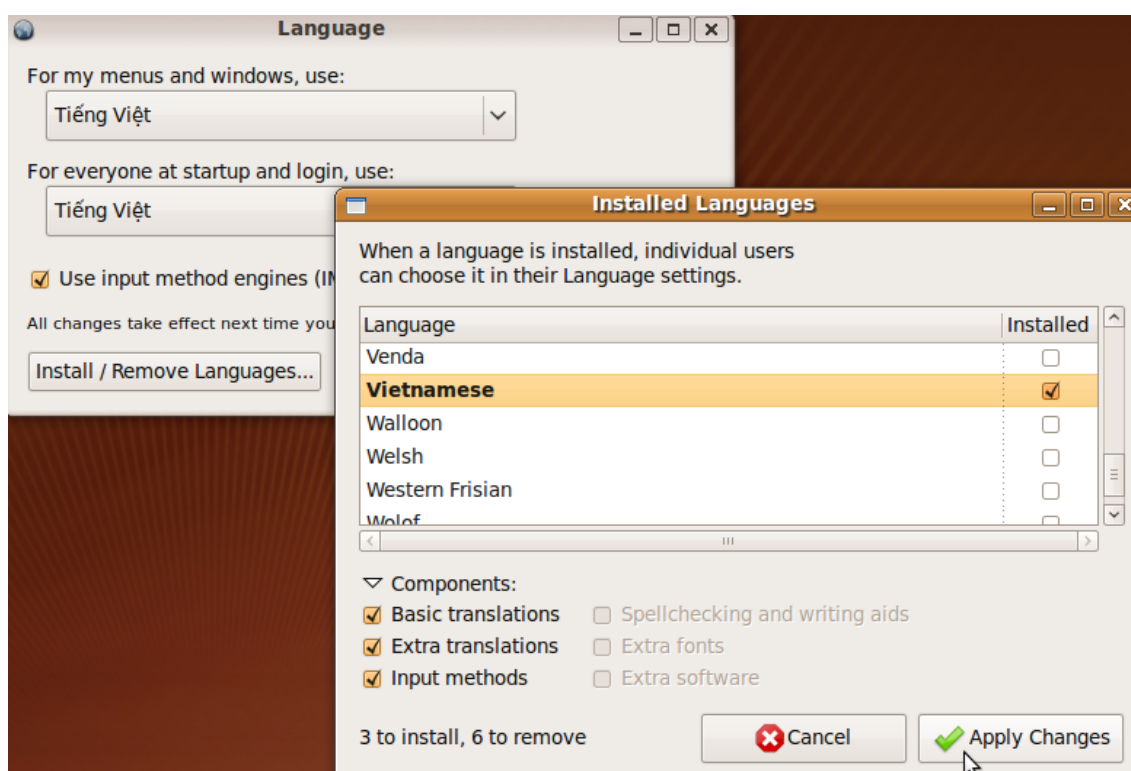 Language
For my menus and windows, use:
Tiếng Việt
For everyone at startup and login, use:
Tiếng Việt
Use input method engines
All changes take effect next time you
Install / Remove Languages...
Installed Languages
When a language is installed, individual users
can choose it in their Language settings.
Language Installed
Venda
Vietnamese
Walloon
Welsh
Western Frisian
Wolof
Components:
Basic translations Spellchecking and writing aids
Extra translations Extra fonts
Input methods Extra software
3 to install, 6 to remove Cancel Apply Changes